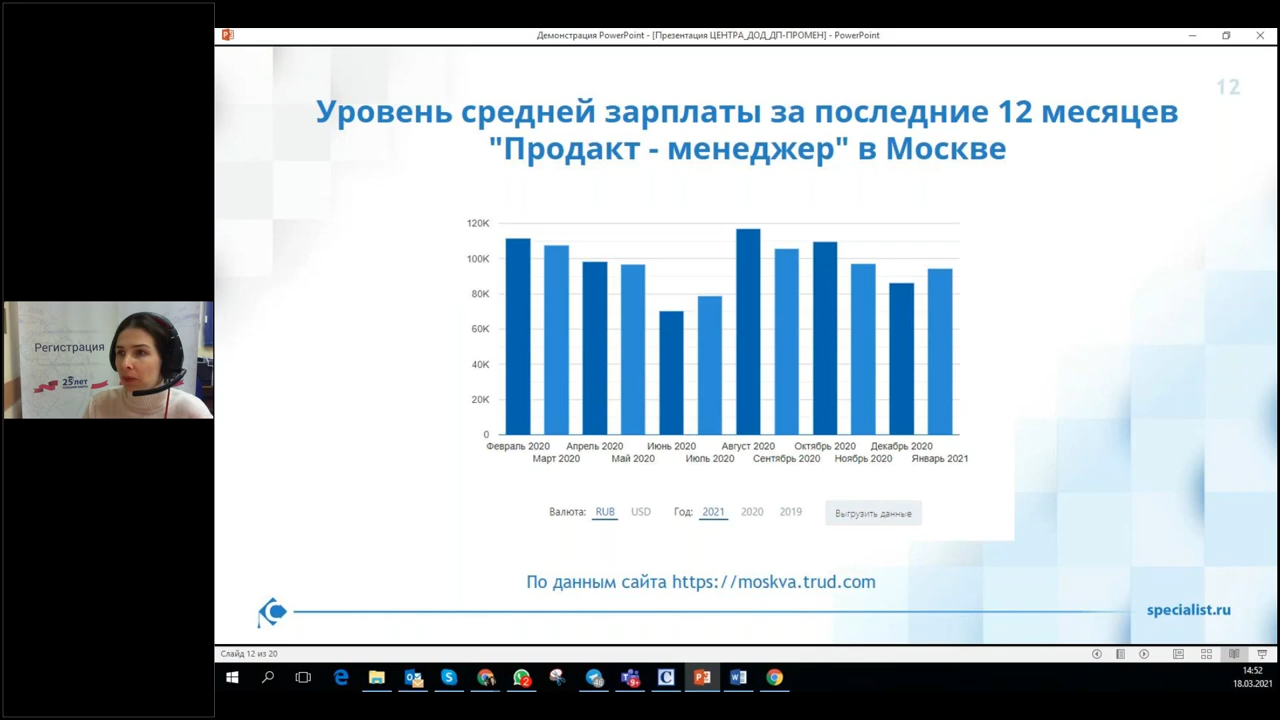 Демонстрация PowerPoint - [Презентация ЦЕНТРА_ДОД_ДП-ПРОМЕН] - PowerPoint
12
Уровень средней зарплаты за последние 12 месяцев
"Продакт - менеджер" в Москве
120K
100K
80K
60K
40K
20K
0
Февраль 2020 Апрель 2020 Июнь 2020 Август 2020 Октябрь 2020 Декабрь 2020
Март 2020 Май 2020 Июль 2020 Сентябрь 2020 Ноябрь 2020 Январь 2021
Валюта: RUB USD Год: 2021 2020 2019 Выгрузить данные
По данным сайта https://moskva.trud.com
specialist.ru
Регистрация
25 лет
Слайд 12 из 20
14:52
18.03.2021